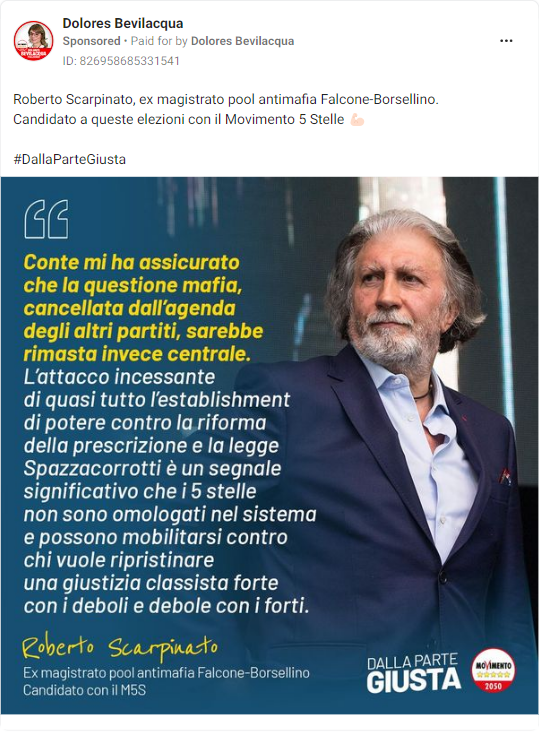 Dolores Bevilacqua
Sponsored • Paid for by Dolores Bevilacqua
ID: 826958685331541
Roberto Scarpinato, ex magistrato pool antimafia Falcone-Borsellino.
Candidato a queste elezioni con il Movimento 5 Stelle 💪🏻
#DallaParteGiusta
Conte mi ha assicurato
che la questione mafia,
cancellata dall'agenda
degli altri partiti, sarebbe
rimasta invece centrale.
L'attacco incessante
di quasi tutto l'establishment
di potere contro la riforma
della prescrizione e la legge
Spazzacorrotti è un segnale
significativo che i 5 stelle
non sono omologati nel sistema
e possono mobilitarsi contro
chi vuole ripristinare
una giustizia classista forte
con i deboli e debole con i forti.
Roberto Scarpinato
Ex magistrato pool antimafia Falcone-Borsellino
Candidato con il M5S
DALLA PARTE
GIUSTA
MOVIMENTO
2050